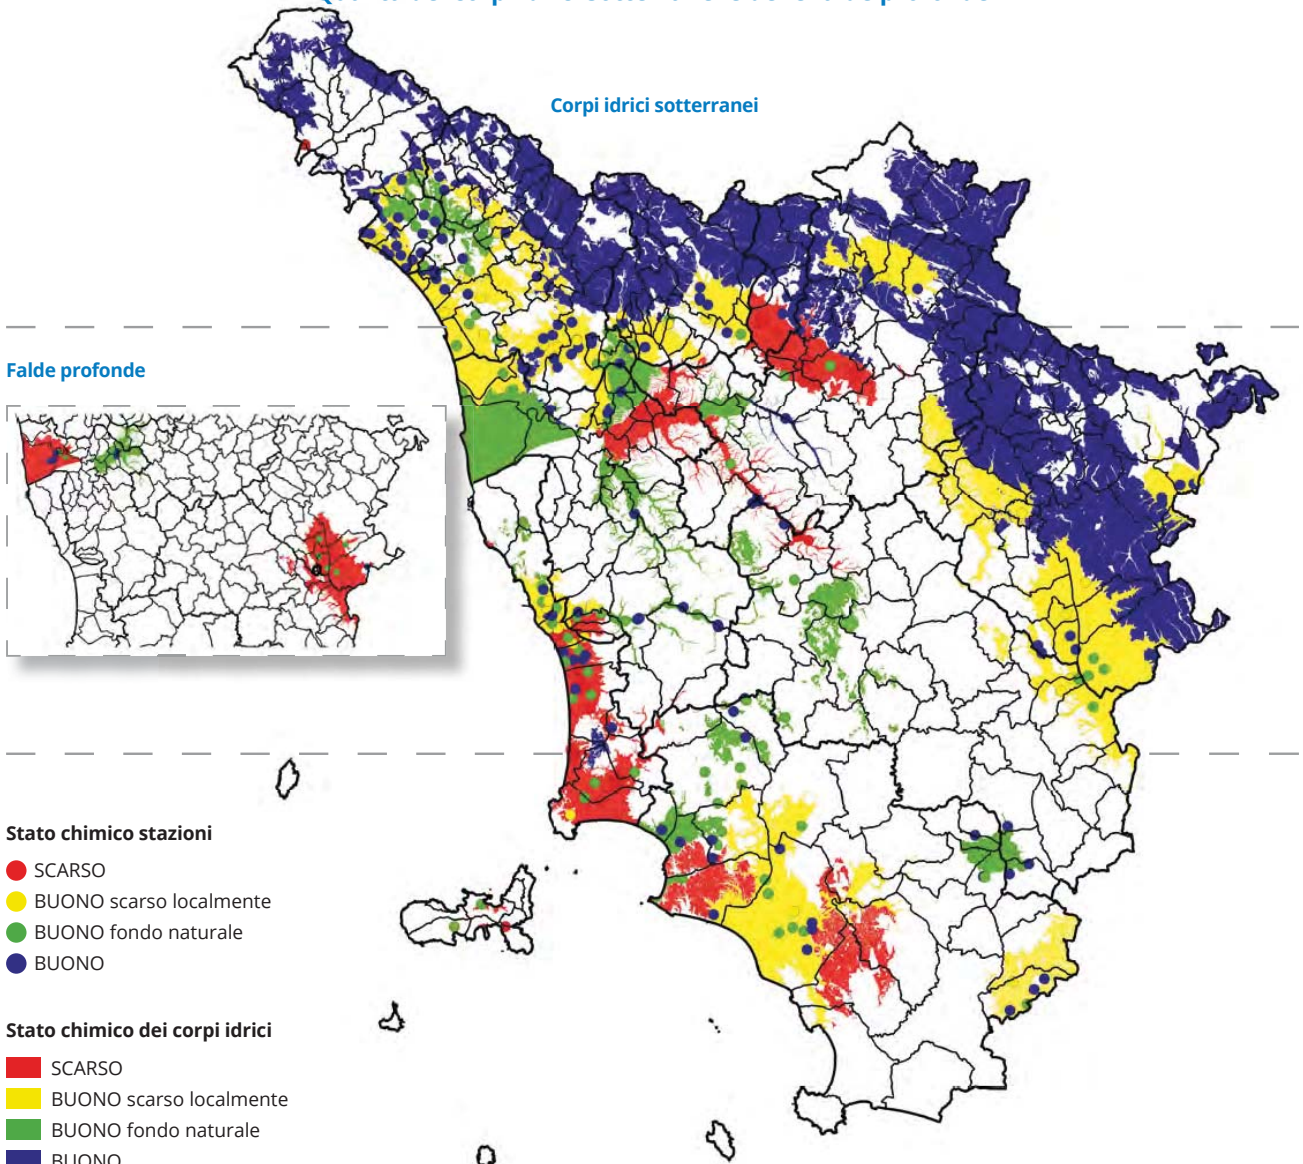 Corpi idrici sotterranei
Falde profonde
Stato chimico stazioni
SCARSO
BUONO scarso localmente
BUONO fondo naturale
BUONO
Stato chimico dei corpi idrici
SCARSO
BUONO scarso localmente
BUONO fondo naturale
BUONO